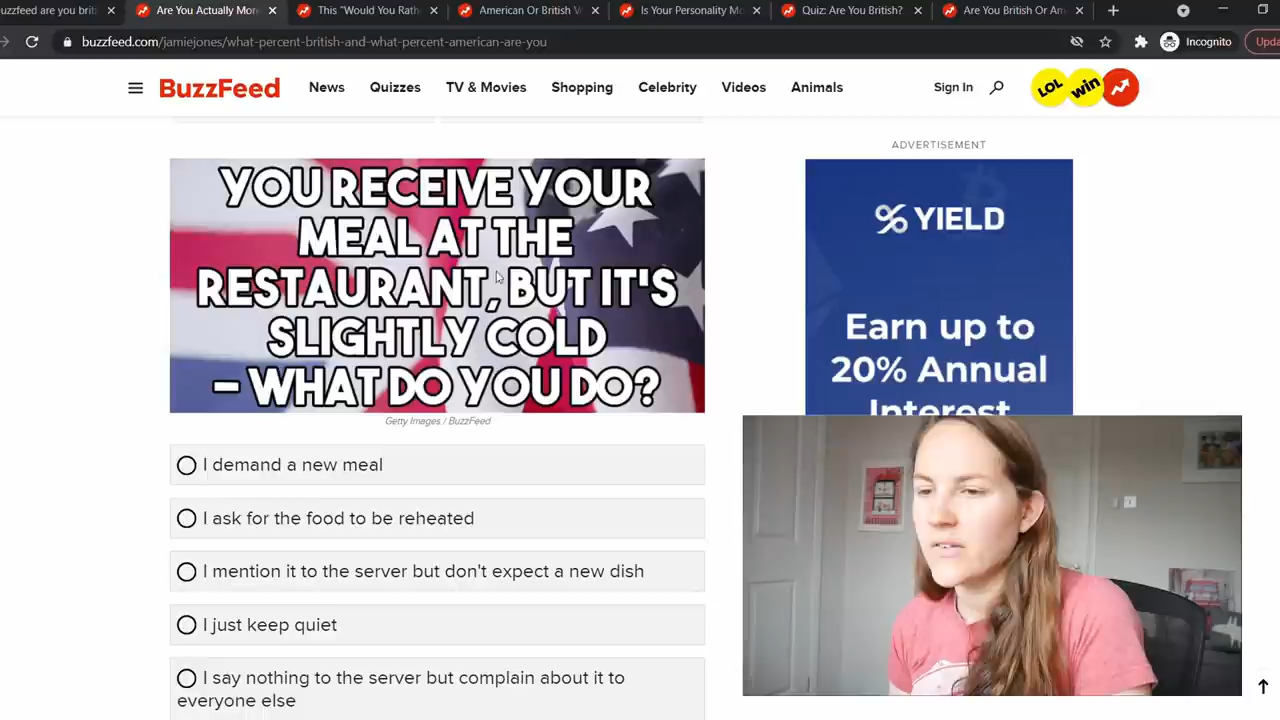 uzzfeed are you brit
Are You Actually More
This "Would You Rath
American Or British V
Is Your Personality Mo
Quiz: Are You British?
Are You British Or Am
buzzfeed.com/jamiejones/what-percent-british-and-what-percent-american-are-you
Incognito
Upda
BuzzFeed
News
Quizzes
TV & Movies
Shopping
Celebrity
Videos
Animals
Sign In
LOL
win
ADVERTISEMENT
YOU RECEIVE YOUR
MEAL AT THE
RESTAURANT, BUT IT'S
SLIGHTLY COLD
– WHAT DO YOU DO?
Getty Images / BuzzFeed
% YIELD
Earn up to
20% Annual
Interest
I demand a new meal
I ask for the food to be reheated
I mention it to the server but don't expect a new dish
I just keep quiet
I say nothing to the server but complain about it to
everyone else